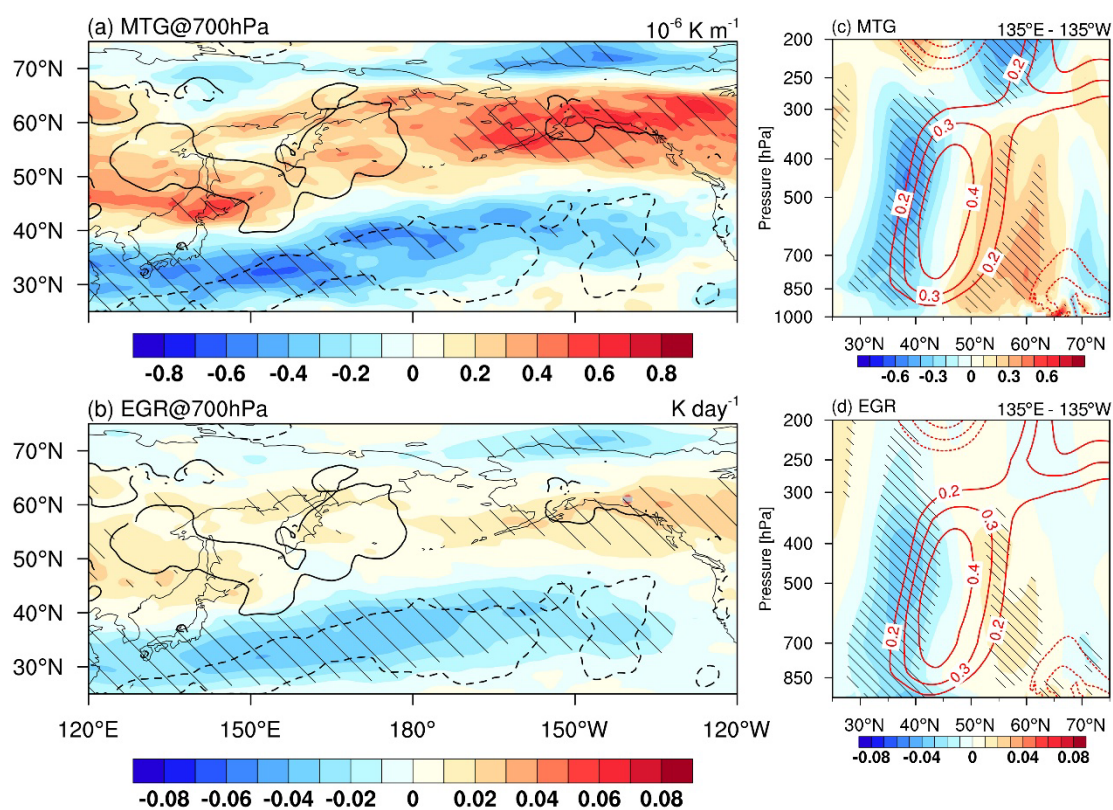 (a) MTG@700hPa 10⁻⁶ K m⁻¹
70°N
60°N
50°N
40°N
30°N
-0.8 -0.6 -0.4 -0.2 0 0.2 0.4 0.6 0.8
(b) EGR@700hPa K day⁻¹
70°N
60°N
50°N
40°N
30°N
120°E 150°E 180° 150°W 120°W
-0.08 -0.06 -0.04 -0.02 0 0.02 0.04 0.06 0.08
(c) MTG 135°E - 135°W
Pressure [hPa]
200
250
300
400
500
700
850
1000
0.2
0.3
0.4
0.2
0.2
0.3
30°N 40°N 50°N 60°N 70°N
-0.6 -0.3 0 0.3 0.6
(d) EGR 135°E - 135°W
Pressure [hPa]
200
250
300
400
500
700
850
0.2
0.3
0.4
0.2
0.2
0.3
30°N 40°N 50°N 60°N 70°N
-0.08 -0.04 0 0.04 0.08